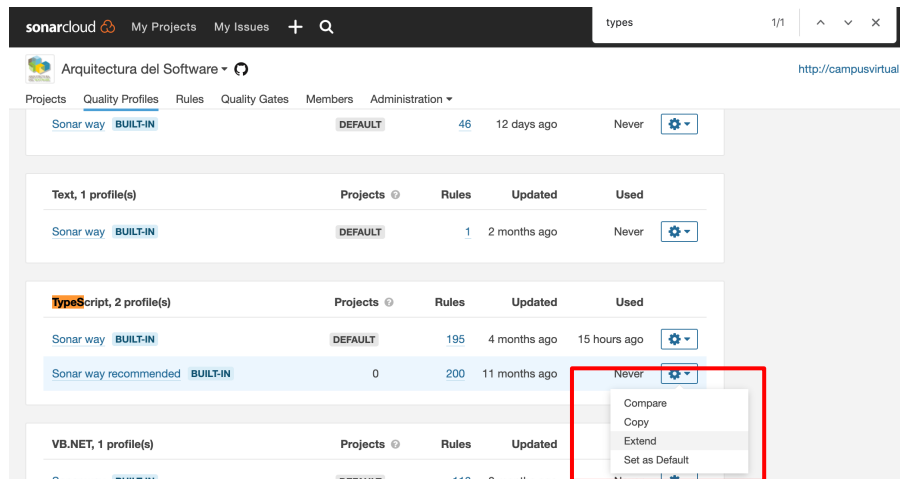 sonarcloud My Projects My Issues
types 1/1
Arquitectura del Software
http://campusvirtual
Projects Quality Profiles Rules Quality Gates Members Administration
Sonar way BUILT-IN DEFAULT 46 12 days ago Never
Text, 1 profile(s) Projects Rules Updated Used
Sonar way BUILT-IN DEFAULT 1 2 months ago Never
TypeScript, 2 profile(s) Projects Rules Updated Used
Sonar way BUILT-IN DEFAULT 195 4 months ago 15 hours ago
Sonar way recommended BUILT-IN 0 200 11 months ago Never
Compare
Copy
Extend
Set as Default
VB.NET, 1 profile(s) Projects Rules Updated